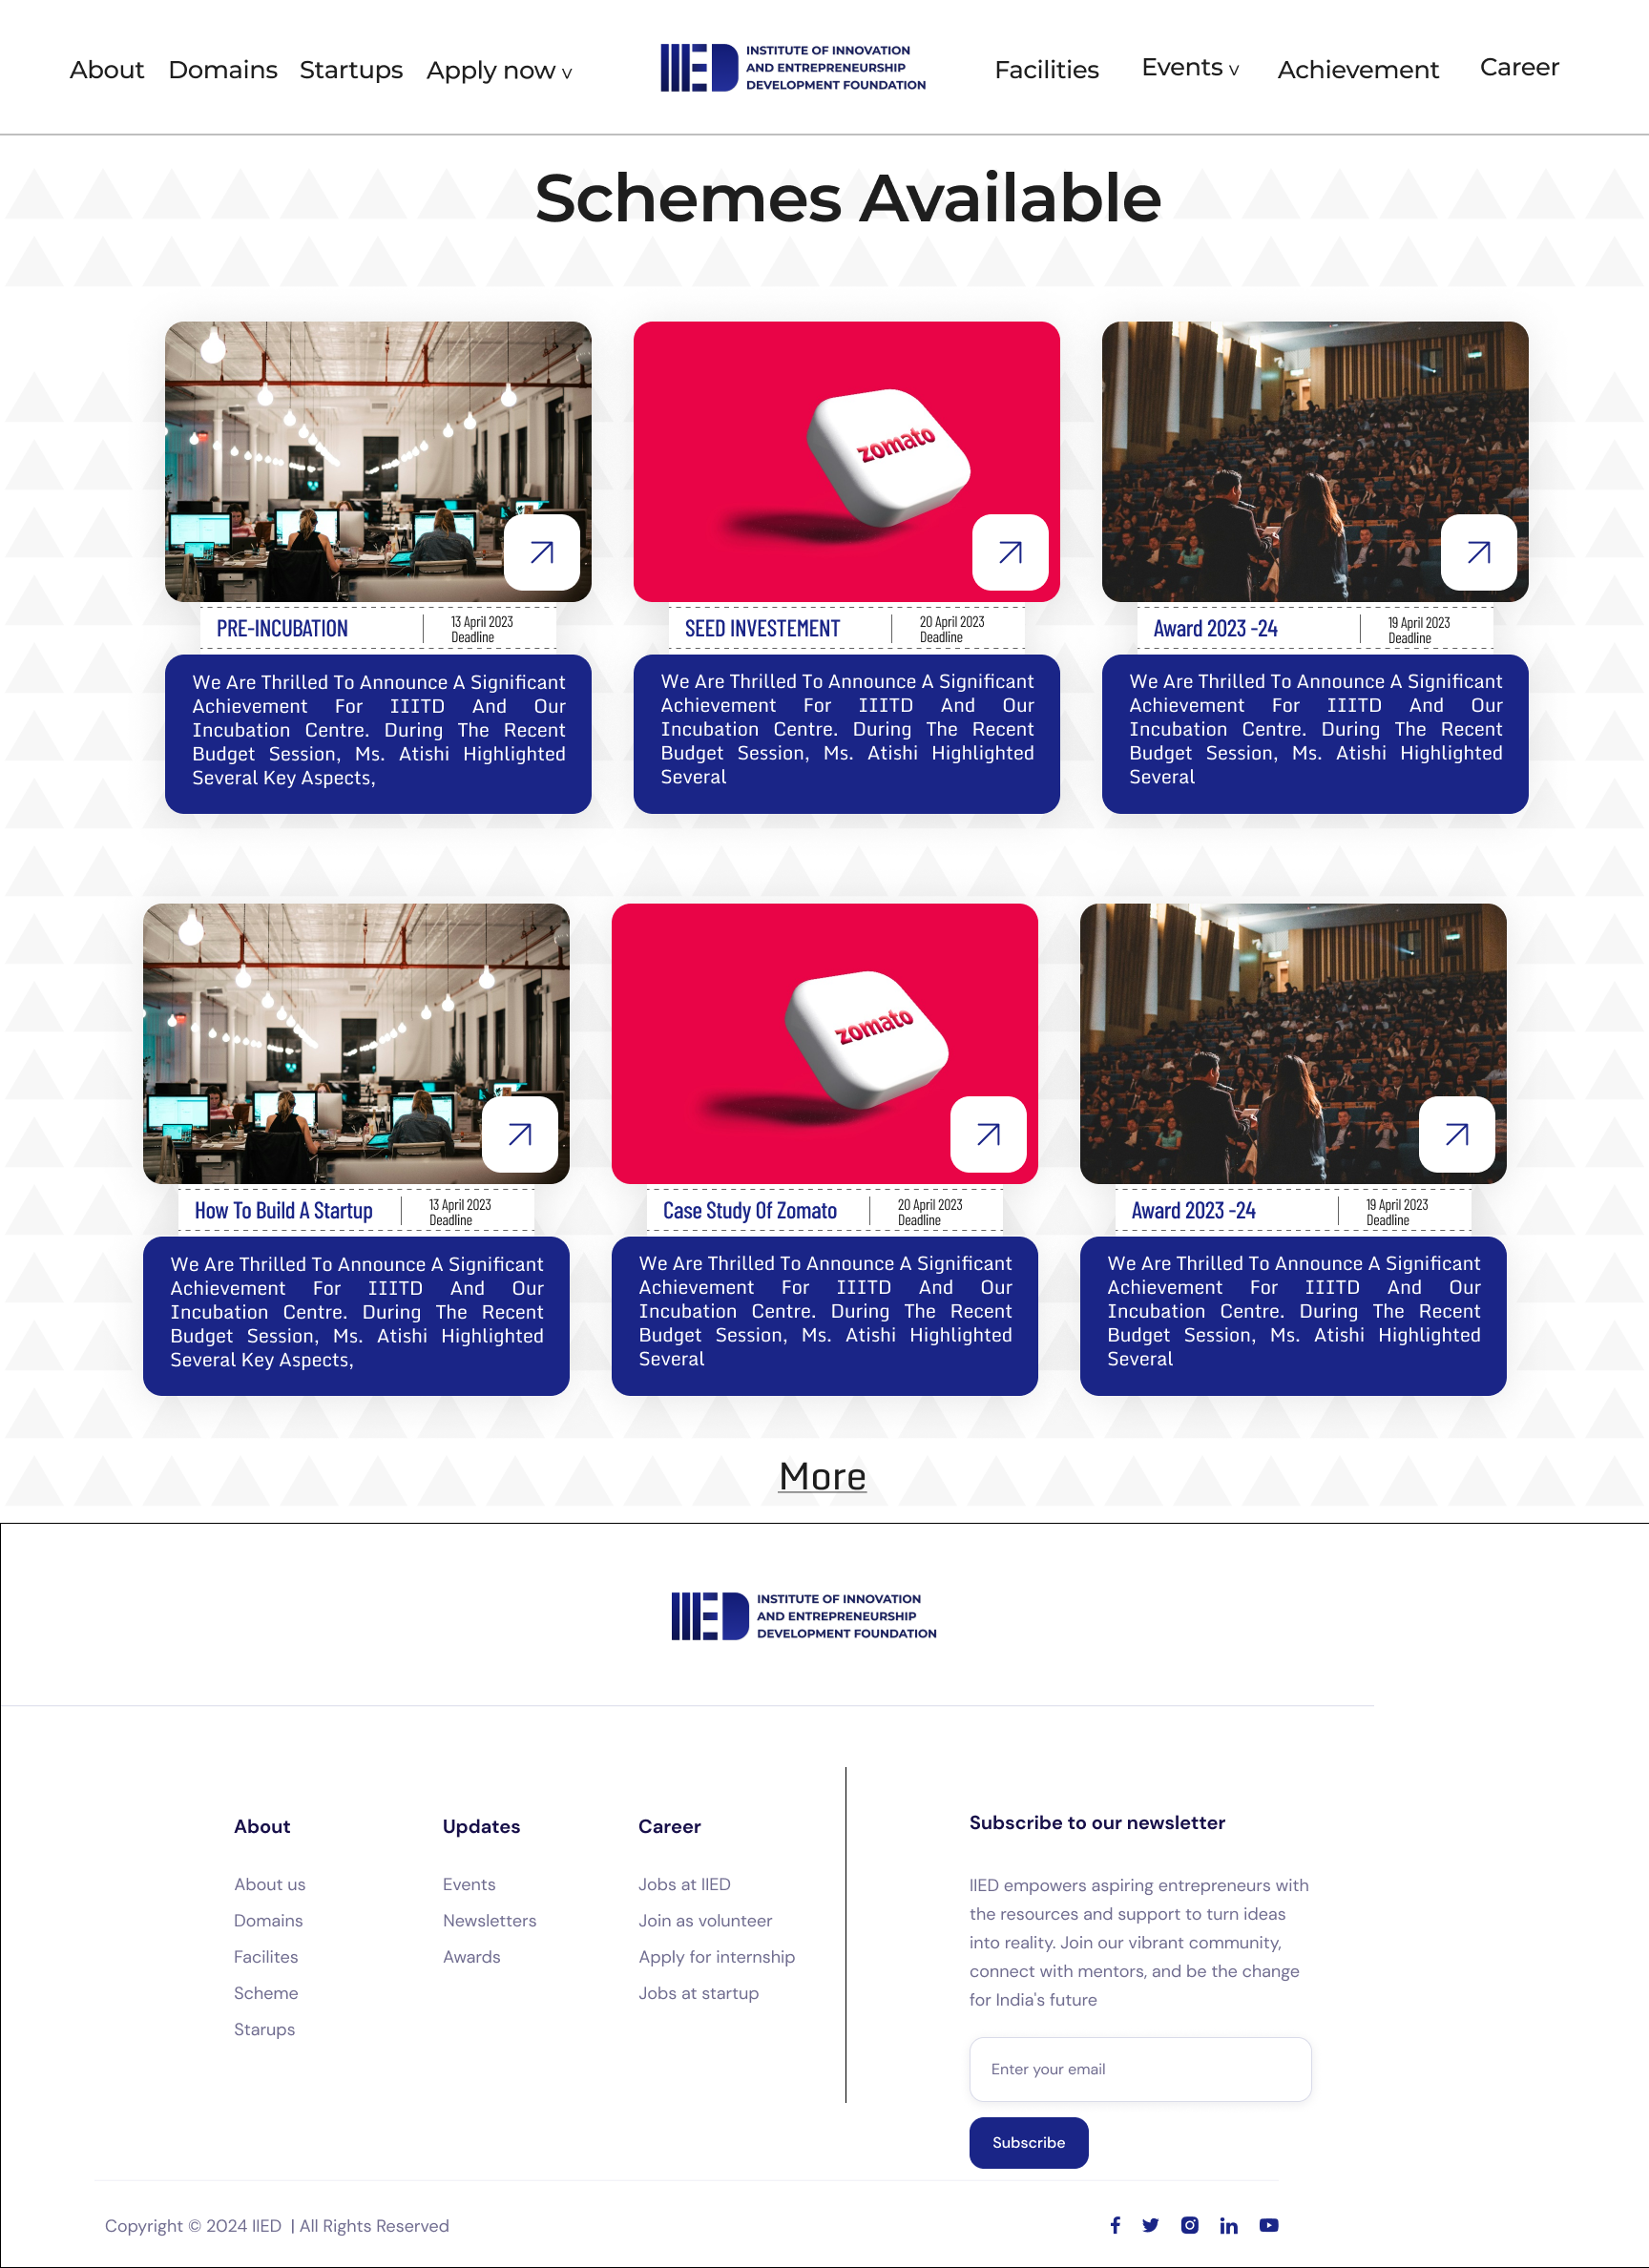 About Domains Startups Apply now v
INSTITUTE OF INNOVATION
AND ENTREPRENEURSHIP
DEVELOPMENT FOUNDATION
IIED
Facilities Events v Achievement Career
Schemes Available
zomato
PRE-INCUBATION
13 April 2023
Deadline
We Are Thrilled To Announce A Significant
Achievement For IIITD And Our
Incubation Centre. During The Recent
Budget Session, Ms. Atishi Highlighted
Several Key Aspects,
SEED INVESTEMENT
20 April 2023
Deadline
We Are Thrilled To Announce A Significant
Achievement For IIITD And Our
Incubation Centre. During The Recent
Budget Session, Ms. Atishi Highlighted
Several
Award 2023 -24
19 April 2023
Deadline
We Are Thrilled To Announce A Significant
Achievement For IIITD And Our
Incubation Centre. During The Recent
Budget Session, Ms. Atishi Highlighted
Several
zomato
How To Build A Startup
13 April 2023
Deadline
We Are Thrilled To Announce A Significant
Achievement For IIITD And Our
Incubation Centre. During The Recent
Budget Session, Ms. Atishi Highlighted
Several Key Aspects,
Case Study Of Zomato
20 April 2023
Deadline
We Are Thrilled To Announce A Significant
Achievement For IIITD And Our
Incubation Centre. During The Recent
Budget Session, Ms. Atishi Highlighted
Several
Award 2023 -24
19 April 2023
Deadline
We Are Thrilled To Announce A Significant
Achievement For IIITD And Our
Incubation Centre. During The Recent
Budget Session, Ms. Atishi Highlighted
Several
More
IIED
INSTITUTE OF INNOVATION
AND ENTREPRENEURSHIP
DEVELOPMENT FOUNDATION
About
About us
Domains
Facilites
Scheme
Starups
Updates
Events
Newsletters
Awards
Career
Jobs at IIED
Join as volunteer
Apply for internship
Jobs at startup
Subscribe to our newsletter
IIED empowers aspiring entrepreneurs with
the resources and support to turn ideas
into reality. Join our vibrant community,
connect with mentors, and be the change
for India's future
Enter your email
Subscribe
Copyright © 2024 IIED | All Rights Reserved